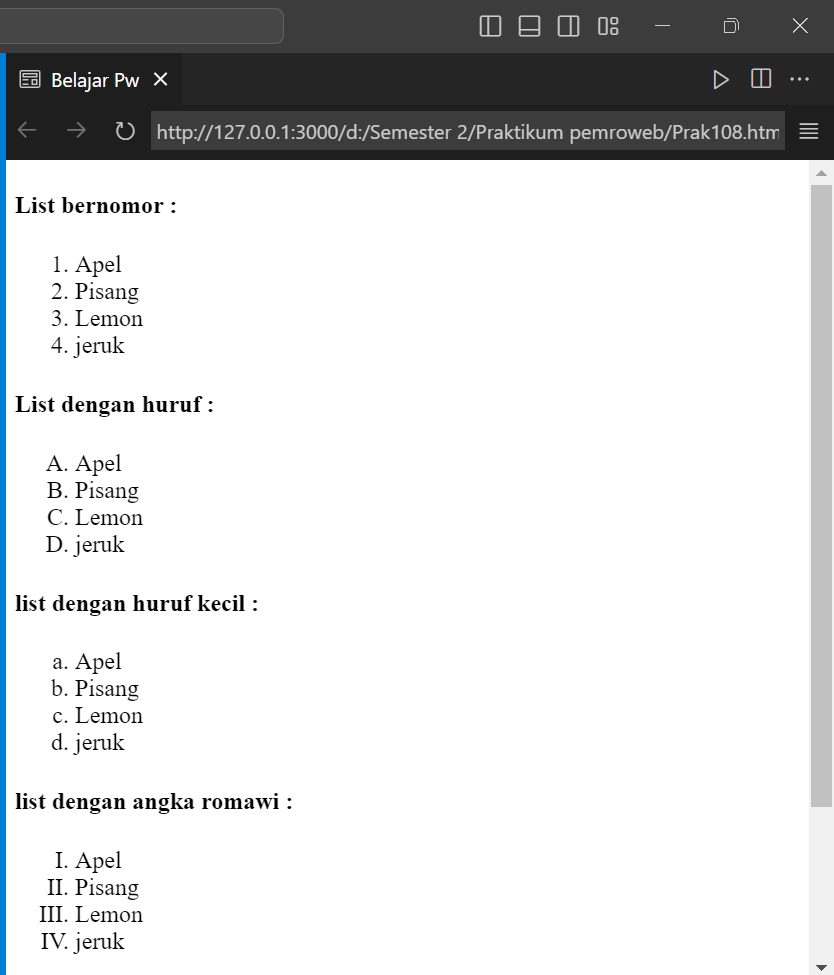 Belajar Pw
http://127.0.0.1:3000/d:/Semester 2/Praktikum pemroweb/Prak108.htm
List bernomor :
1. Apel
2. Pisang
3. Lemon
4. jeruk
List dengan huruf :
A. Apel
B. Pisang
C. Lemon
D. jeruk
list dengan huruf kecil :
a. Apel
b. Pisang
c. Lemon
d. jeruk
list dengan angka romawi :
I. Apel
II. Pisang
III. Lemon
IV. jeruk